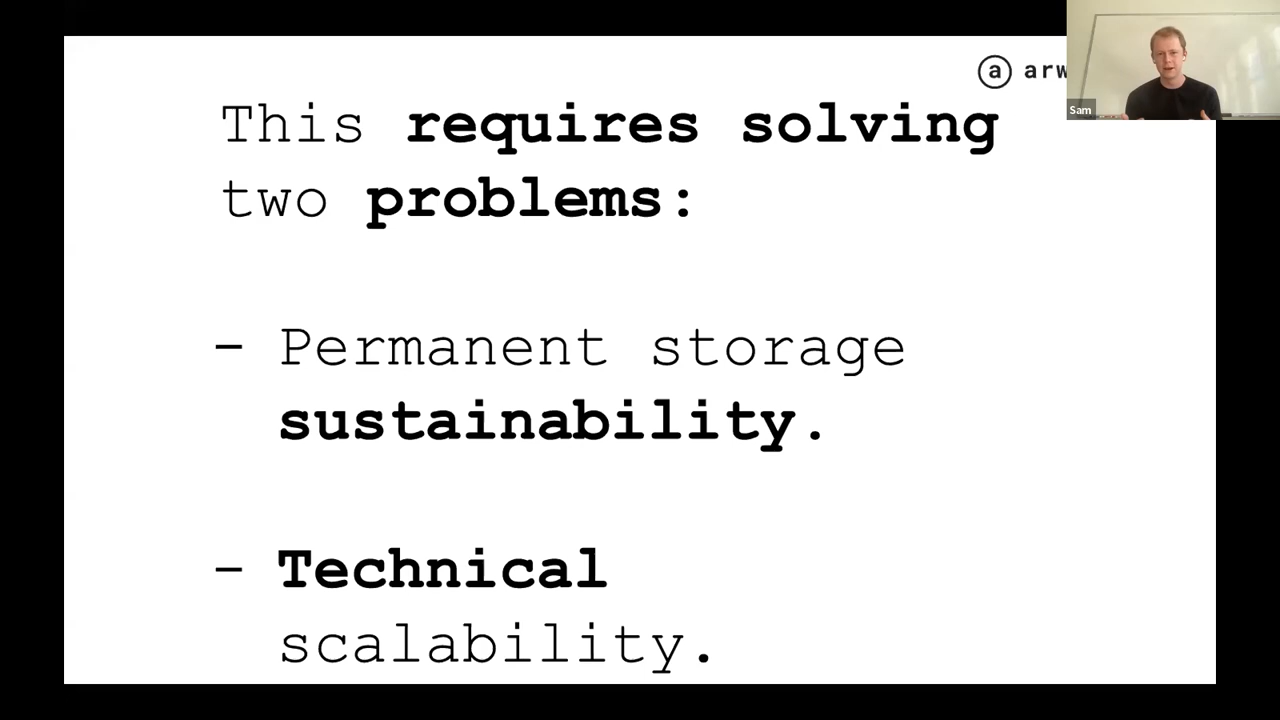 ⓐ arw
Sam
This requires solving
two problems:
- Permanent storage
sustainability.
- Technical
scalability.